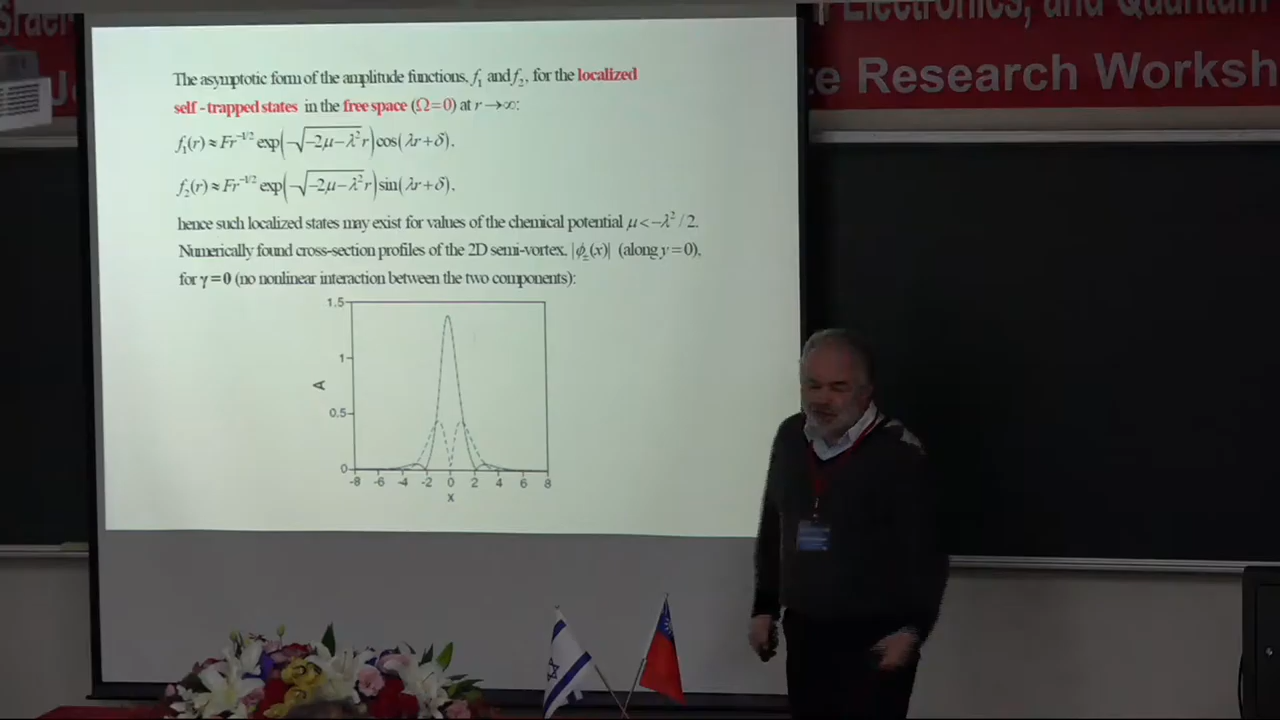 Electronics, and Quantum
te Research Worksh
The asymptotic form of the amplitude functions, f₁ and f₂, for the localized
self - trapped states in the free space (Ω=0) at r →∞:
f₁(r) ≈ Fr^{-1/2} exp(-√(-2μ-λ²) r) cos(λr+δ),
f₂(r) ≈ Fr^{-1/2} exp(-√(-2μ-λ²) r) sin(λr+δ),
hence such localized states may exist for values of the chemical potential μ < -λ² / 2.
Numerically found cross-section profiles of the 2D semi-vortex, |ϕ±(x)| (along y = 0),
for γ = 0 (no nonlinear interaction between the two components):
1.5
1
A
0.5
0
-8 -6 -4 -2 0 2 4 6 8
x